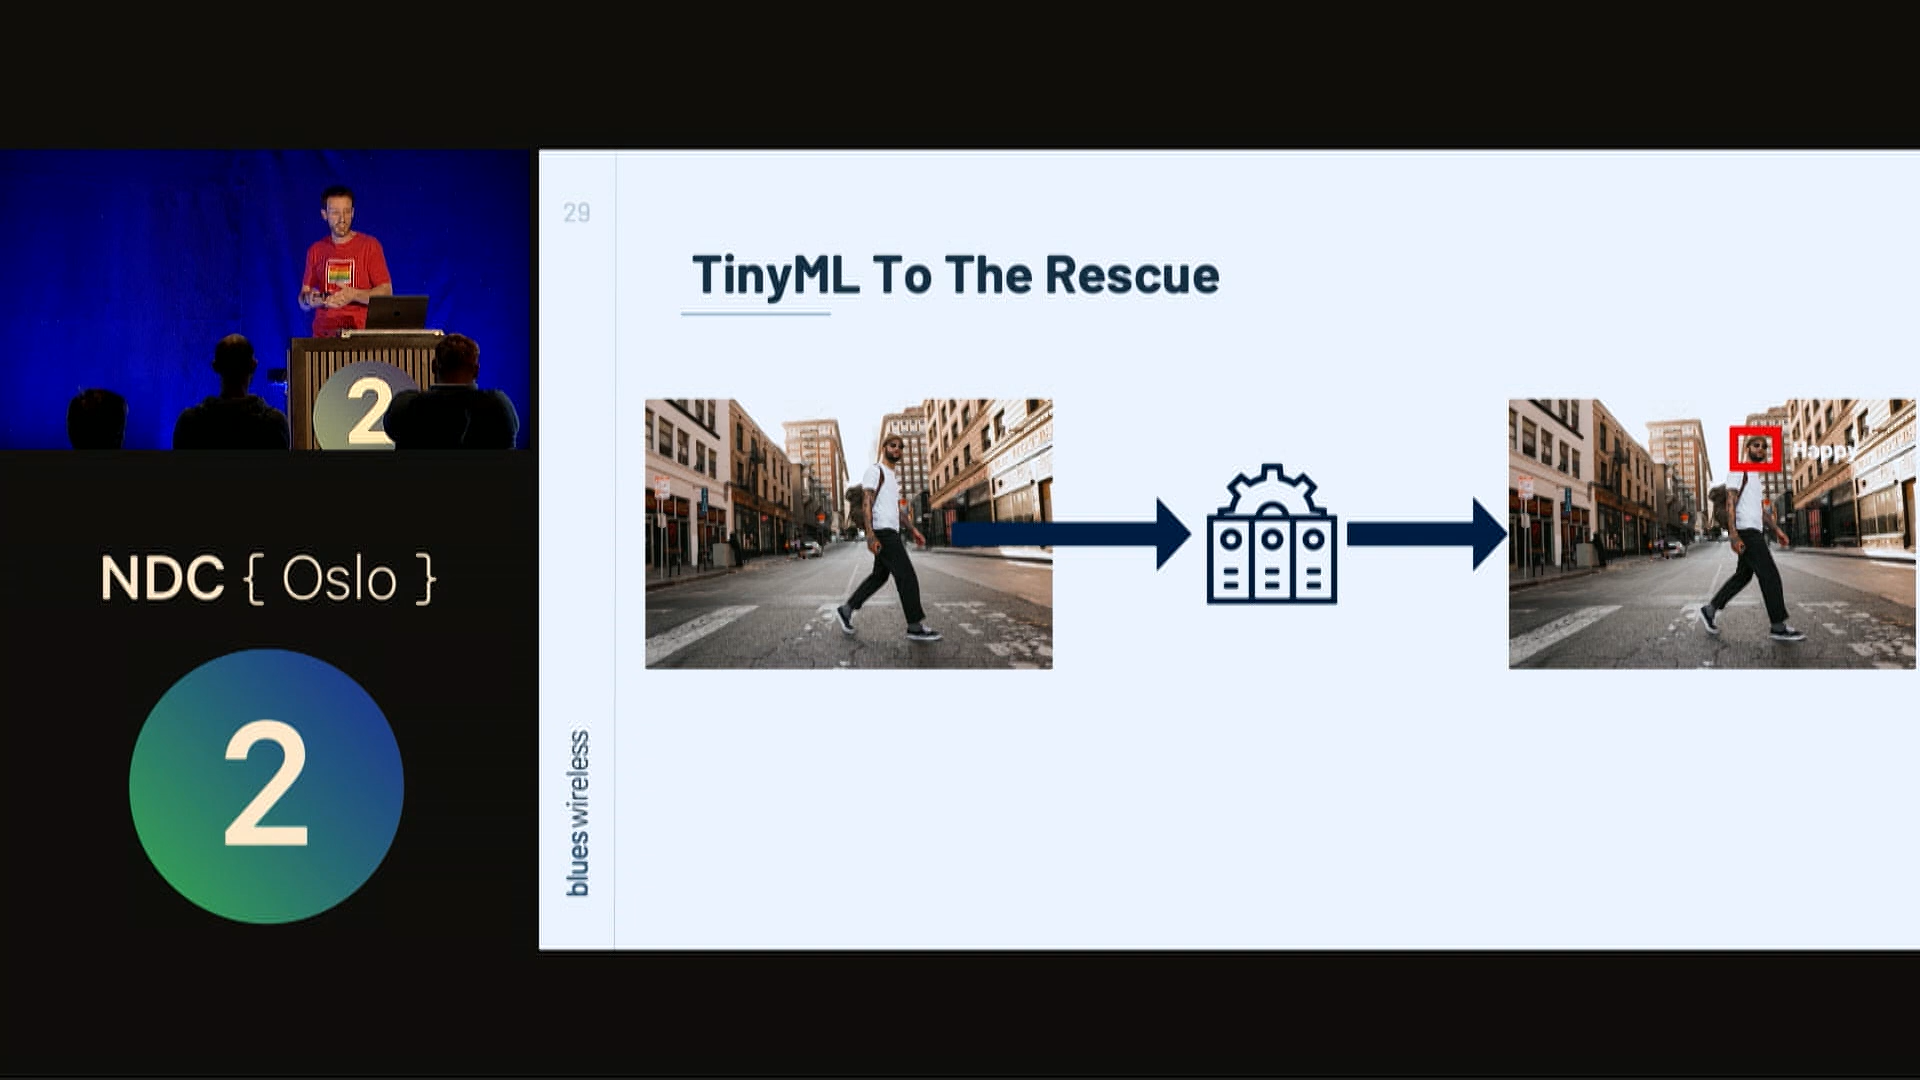 29
TinyML To The Rescue
Happy
2
NDC { Oslo }
2
blues wireless